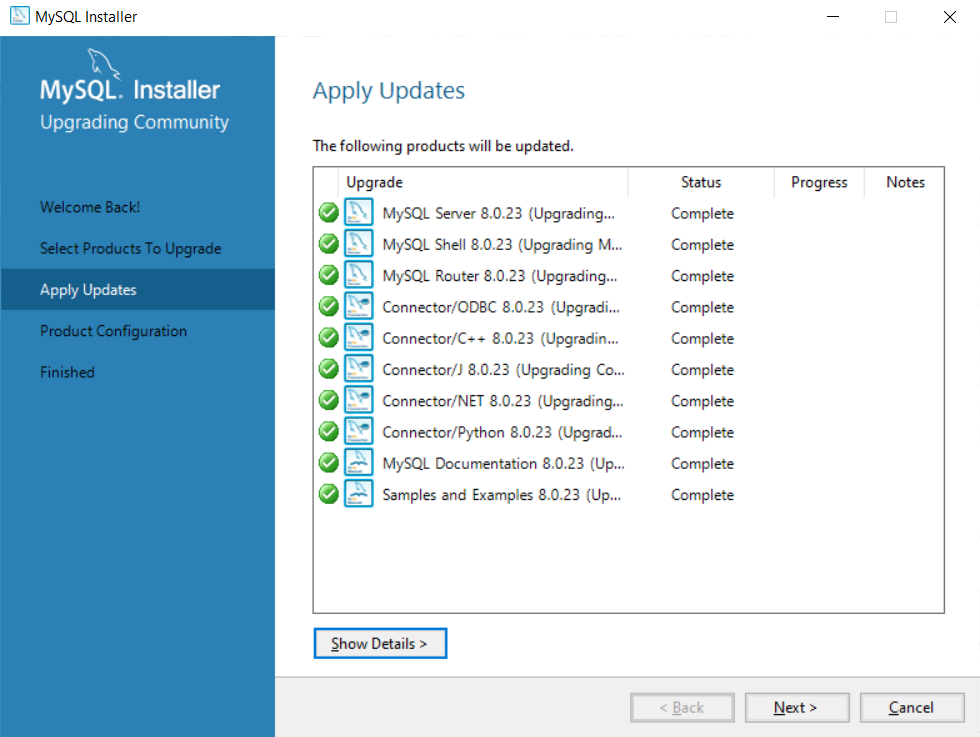 MySQL Installer
MySQL. Installer
Upgrading Community
Welcome Back!
Select Products To Upgrade
Apply Updates
Product Configuration
Finished
Apply Updates
The following products will be updated.
Upgrade Status Progress Notes
MySQL Server 8.0.23 (Upgrading... Complete
MySQL Shell 8.0.23 (Upgrading M... Complete
MySQL Router 8.0.23 (Upgrading... Complete
Connector/ODBC 8.0.23 (Upgradi... Complete
Connector/C++ 8.0.23 (Upgradin... Complete
Connector/J 8.0.23 (Upgrading Co... Complete
Connector/NET 8.0.23 (Upgrading... Complete
Connector/Python 8.0.23 (Upgrad... Complete
MySQL Documentation 8.0.23 (Up... Complete
Samples and Examples 8.0.23 (Up... Complete
Show Details >
< Back Next > Cancel